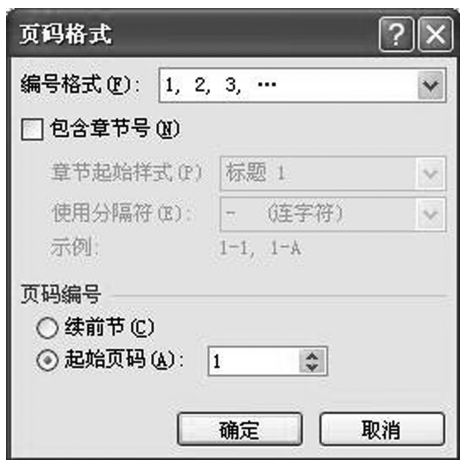 页码格式
编号格式(F): 1, 2, 3, …
包含章节号(N)
章节起始样式(P) 标题 1
使用分隔符(E): - (连字符)
示例: 1-1, 1-A
页码编号
续前节(C)
起始页码(A): 1
确定 取消